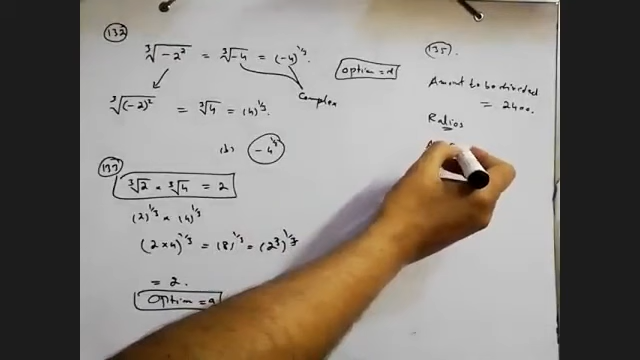 132
∛-2² = ∛-4 = (-4)^1/3.
Option = d
Complex
∛(-2)² = ∛4 = (4)^1/3
(b) -4^1/3
133
∛2 × ∛4 = 2
(2)^1/3 × (4)^1/3
(2×4)^1/3 = (8)^1/3 = (2³)^1/3
= 2.
Option = a
135.
Amount to be divided
= 2400.
Ratios